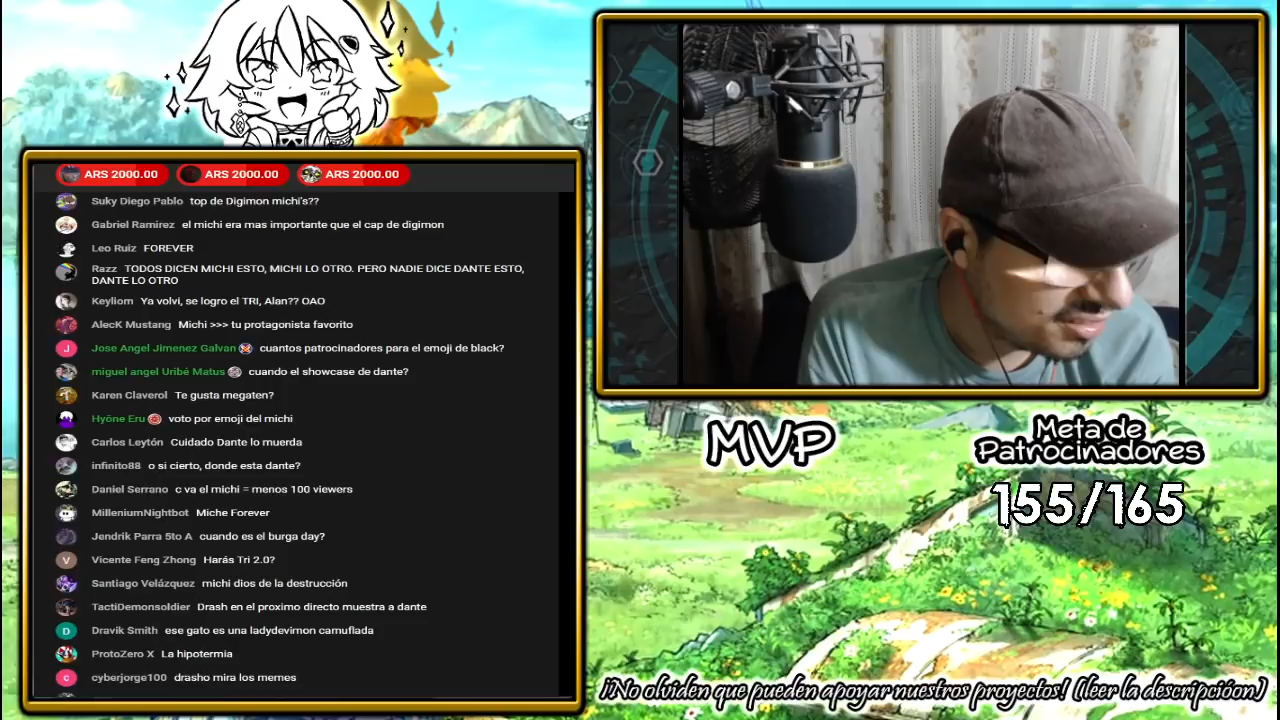 ARS 2000.00 ARS 2000.00 ARS 2000.00
Suky Diego Pablo top de Digimon michi's??
Gabriel Ramirez el michi era mas importante que el cap de digimon
Leo Ruiz FOREVER
Razz TODOS DICEN MICHI ESTO, MICHI LO OTRO. PERO NADIE DICE DANTE ESTO,
DANTE LO OTRO
Keyliom Ya volvi, se logro el TRI, Alan?? OAO
AlecK Mustang Michi >>> tu protagonista favorito
J Jose Angel Jimenez Galvan cuantos patrocinadores para el emoji de black?
miguel angel Uribé Matus cuando el showcase de dante?
Karen Claverol Te gusta megaten?
Hyöne Eru voto por emoji del michi
Carlos Leytón Cuidado Dante lo muerda
infinito88 o si cierto, donde esta dante?
Daniel Serrano c va el michi = menos 100 viewers
MilleniumNightbot Miche Forever
Jendrik Parra 5to A cuando es el burga day?
V Vicente Feng Zhong Harás Tri 2.0?
Santiago Velázquez michi dios de la destrucción
TactiDemonsoldier Drash en el proximo directo muestra a dante
D Dravik Smith ese gato es una ladydevimon camuflada
ProtoZero X La hipotermia
c cyberjorge100 drasho mira los memes
MVP
Meta de
Patrocinadores
155/165
¡No olviden que pueden apoyar nuestros proyectos! (leer la descripcióon)